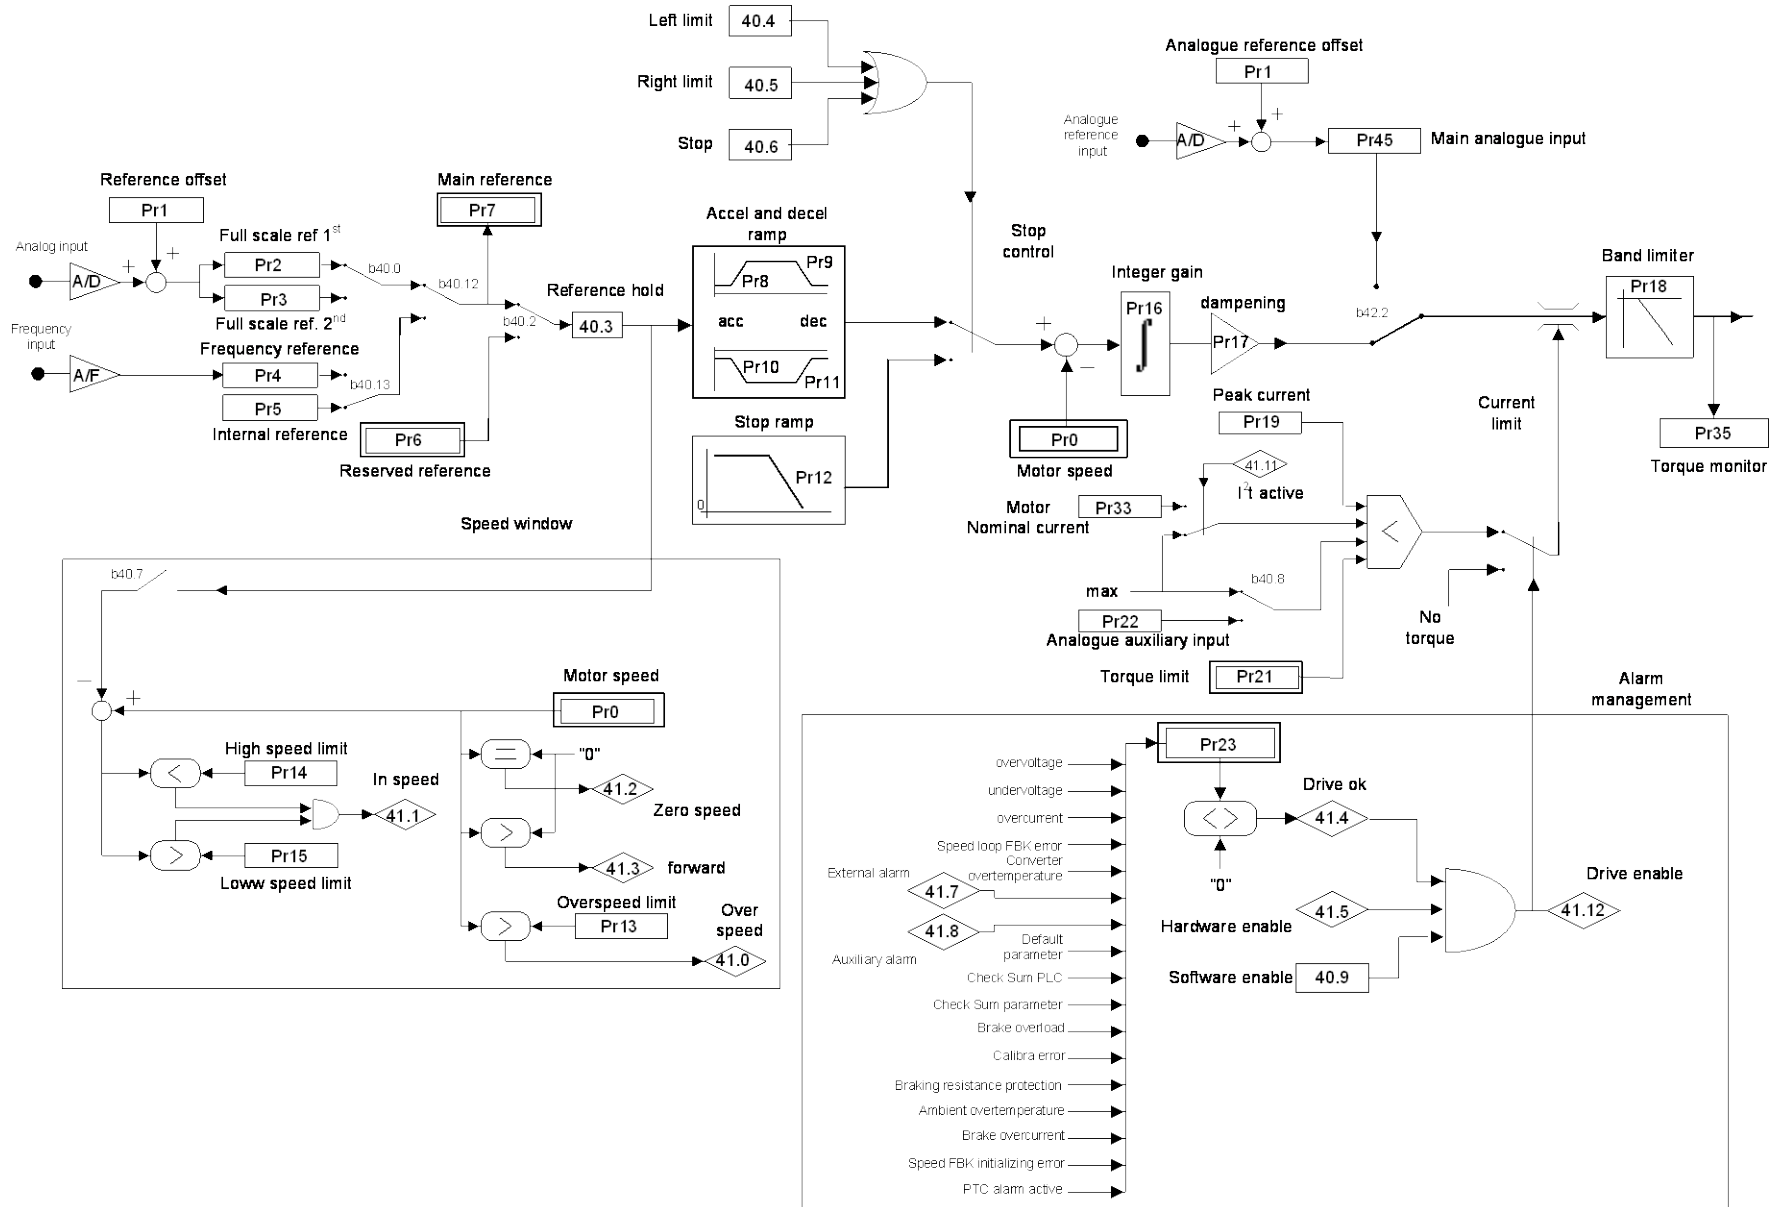 Left limit
40.4
Right limit
40.5
Stop
40.6
Analogue reference offset
Pr1
Analogue
reference
input
A/D
+
+
Pr45
Main analogue input
Reference offset
Pr1
Analog input
A/D
+
+
Full scale ref 1st
Pr2
Pr3
Full scale ref. 2nd
b40.0
Main reference
Pr7
b40.12
Frequency
input
A/F
Frequency reference
Pr4
Pr5
Internal reference
b40.13
b40.2
Pr6
Reserved reference
Reference hold
40.3
Accel and decel
ramp
Pr9
Pr8
acc
dec
Pr10
Pr11
Stop ramp
Pr12
0
Stop
control
+
−
Integer gain
Pr16
dampening
Pr17
Pr0
Motor speed
b42.2
Band limiter
Pr18
Current
limit
Pr35
Torque monitor
Peak current
Pr19
41.11
I2t active
Motor
Nominal current
Pr33
<
max
b40.8
Pr22
Analogue auxiliary input
Torque limit
Pr21
No
torque
Speed window
b40.7
−
+
Motor speed
Pr0
High speed limit
<
Pr14
In speed
41.1
>
Pr15
Loww speed limit
=
"0"
41.2
Zero speed
>
41.3
forward
Overspeed limit
>
Pr13
Over
speed
41.0
Alarm
management
Pr23
overvoltage
undervoltage
overcurrent
Speed loop FBK error
Converter
overtemperature
External alarm
41.7
41.8
Auxiliary alarm
Default
parameter
Check Sum PLC
Check Sum parameter
Brake overload
Calibra error
Braking resistance protection
Ambient overtemperature
Brake overcurrent
Speed FBK initializing error
PTC alarm active
< >
"0"
Drive ok
41.4
Hardware enable
41.5
Software enable
40.9
Drive enable
41.12